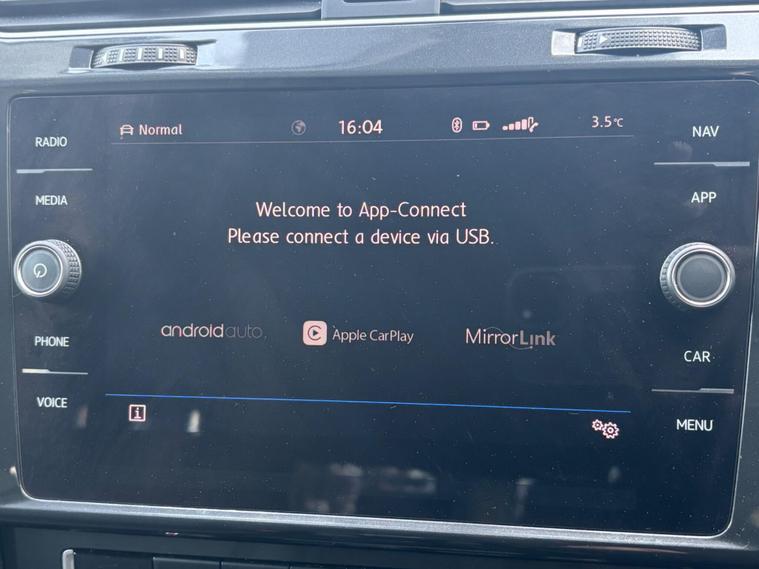 RADIO
MEDIA
PHONE
VOICE
Normal
16:04
3.5°C
Welcome to App-Connect
Please connect a device via USB.
androidauto
Apple CarPlay
MirrorLink
i
NAV
APP
CAR
MENU